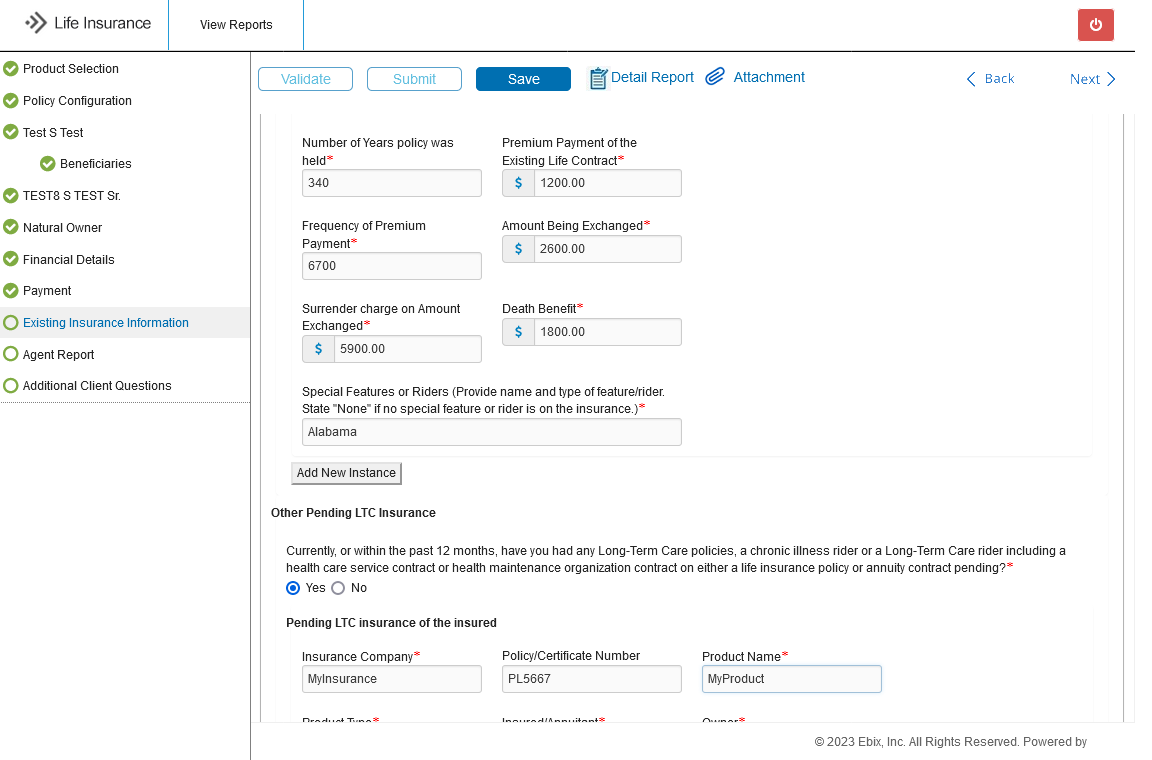 Life Insurance
View Reports
Product Selection
Policy Configuration
Test S Test
Beneficiaries
TEST8 S TEST Sr.
Natural Owner
Financial Details
Payment
Existing Insurance Information
Agent Report
Additional Client Questions
Validate
Submit
Save
Detail Report
Attachment
Back
Next
Number of Years policy was
held*
340
Premium Payment of the
Existing Life Contract*
$ 1200.00
Frequency of Premium
Payment*
6700
Amount Being Exchanged*
$ 2600.00
Surrender charge on Amount
Exchanged*
$ 5900.00
Death Benefit*
$ 1800.00
Special Features or Riders (Provide name and type of feature/rider.
State "None" if no special feature or rider is on the insurance.)*
Alabama
Add New Instance
Other Pending LTC Insurance
Currently, or within the past 12 months, have you had any Long-Term Care policies, a chronic illness rider or a Long-Term Care rider including a
health care service contract or health maintenance organization contract on either a life insurance policy or annuity contract pending?*
Yes No
Pending LTC insurance of the insured
Insurance Company*
MyInsurance
Policy/Certificate Number
PL5667
Product Name*
MyProduct
Product Type*
Insured/Annuitant*
Owner*
© 2023 Ebix, Inc. All Rights Reserved. Powered by